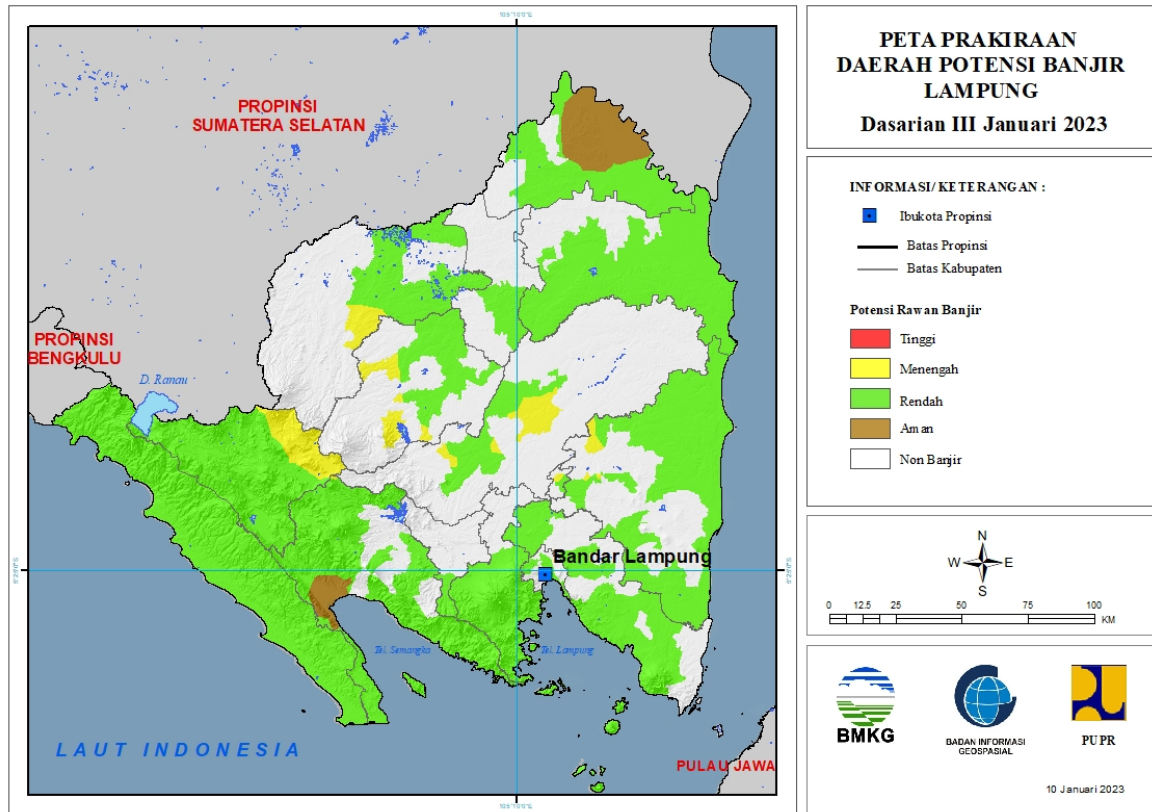 105°10'0"E
PROPINSI
SUMATERA SELATAN
PROPINSI
BENGKULU
D. Ranau
Bandar Lampung
Tel. Semangka
Tel. Lampung
LAUT INDONESIA
PULAU JAWA
PETA PRAKIRAAN
DAERAH POTENSI BANJIR
LAMPUNG
Dasarian III Januari 2023
INFORMASI/ KETERANGAN :
Ibukota Propinsi
Batas Propinsi
Batas Kabupaten
Potensi Rawan Banjir
Tinggi
Menengah
Rendah
Aman
Non Banjir
N
W E
S
0 12.5 25 50 75 100
KM
BMKG
BADAN INFORMASI
GEOSPASIAL
PUPR
10 Januari 2023